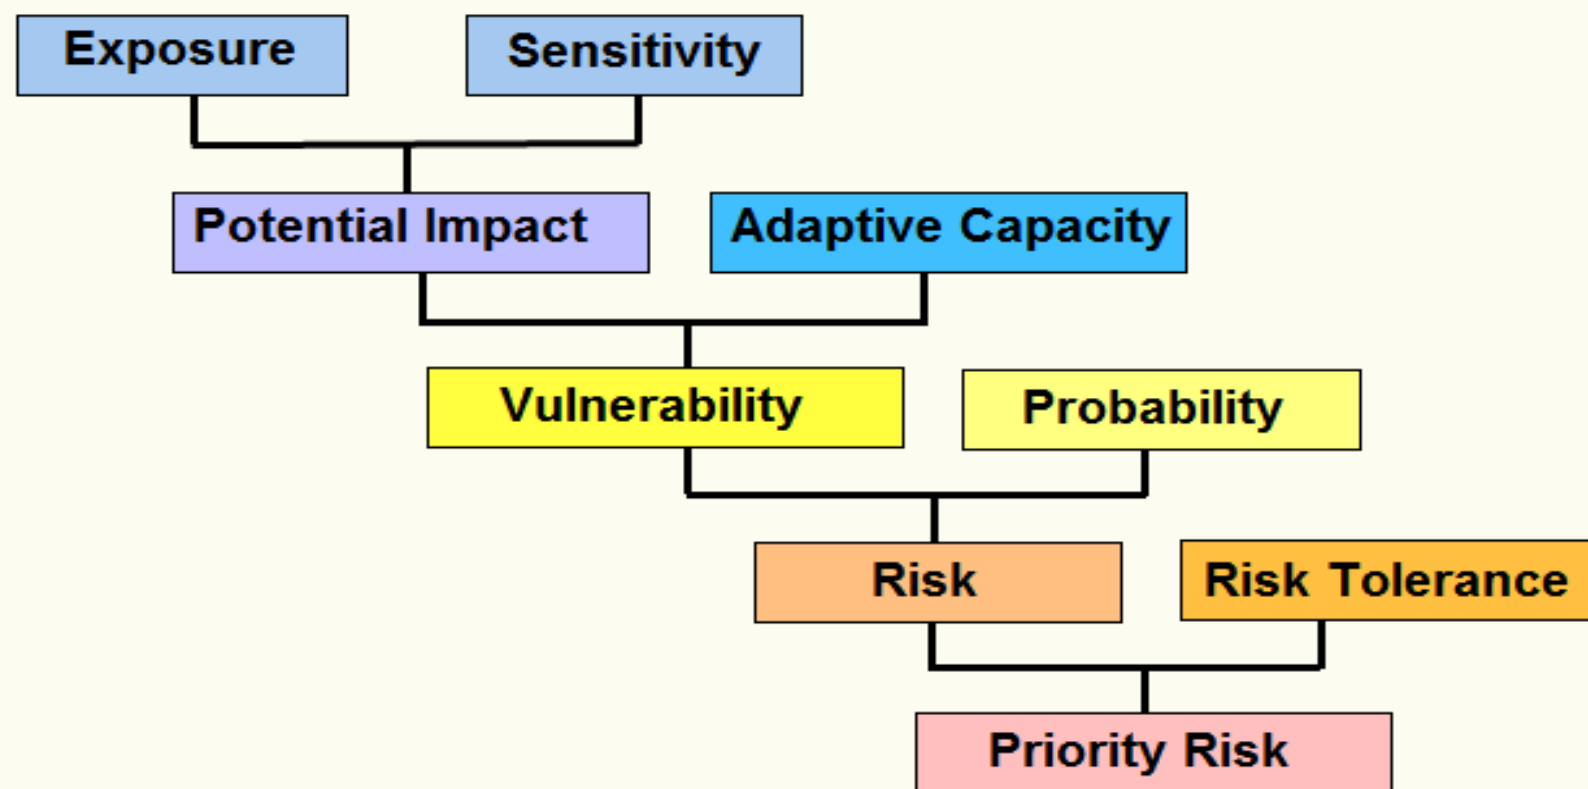 Exposure
Sensitivity
Potential Impact
Adaptive Capacity
Vulnerability
Probability
Risk
Risk Tolerance
Priority Risk